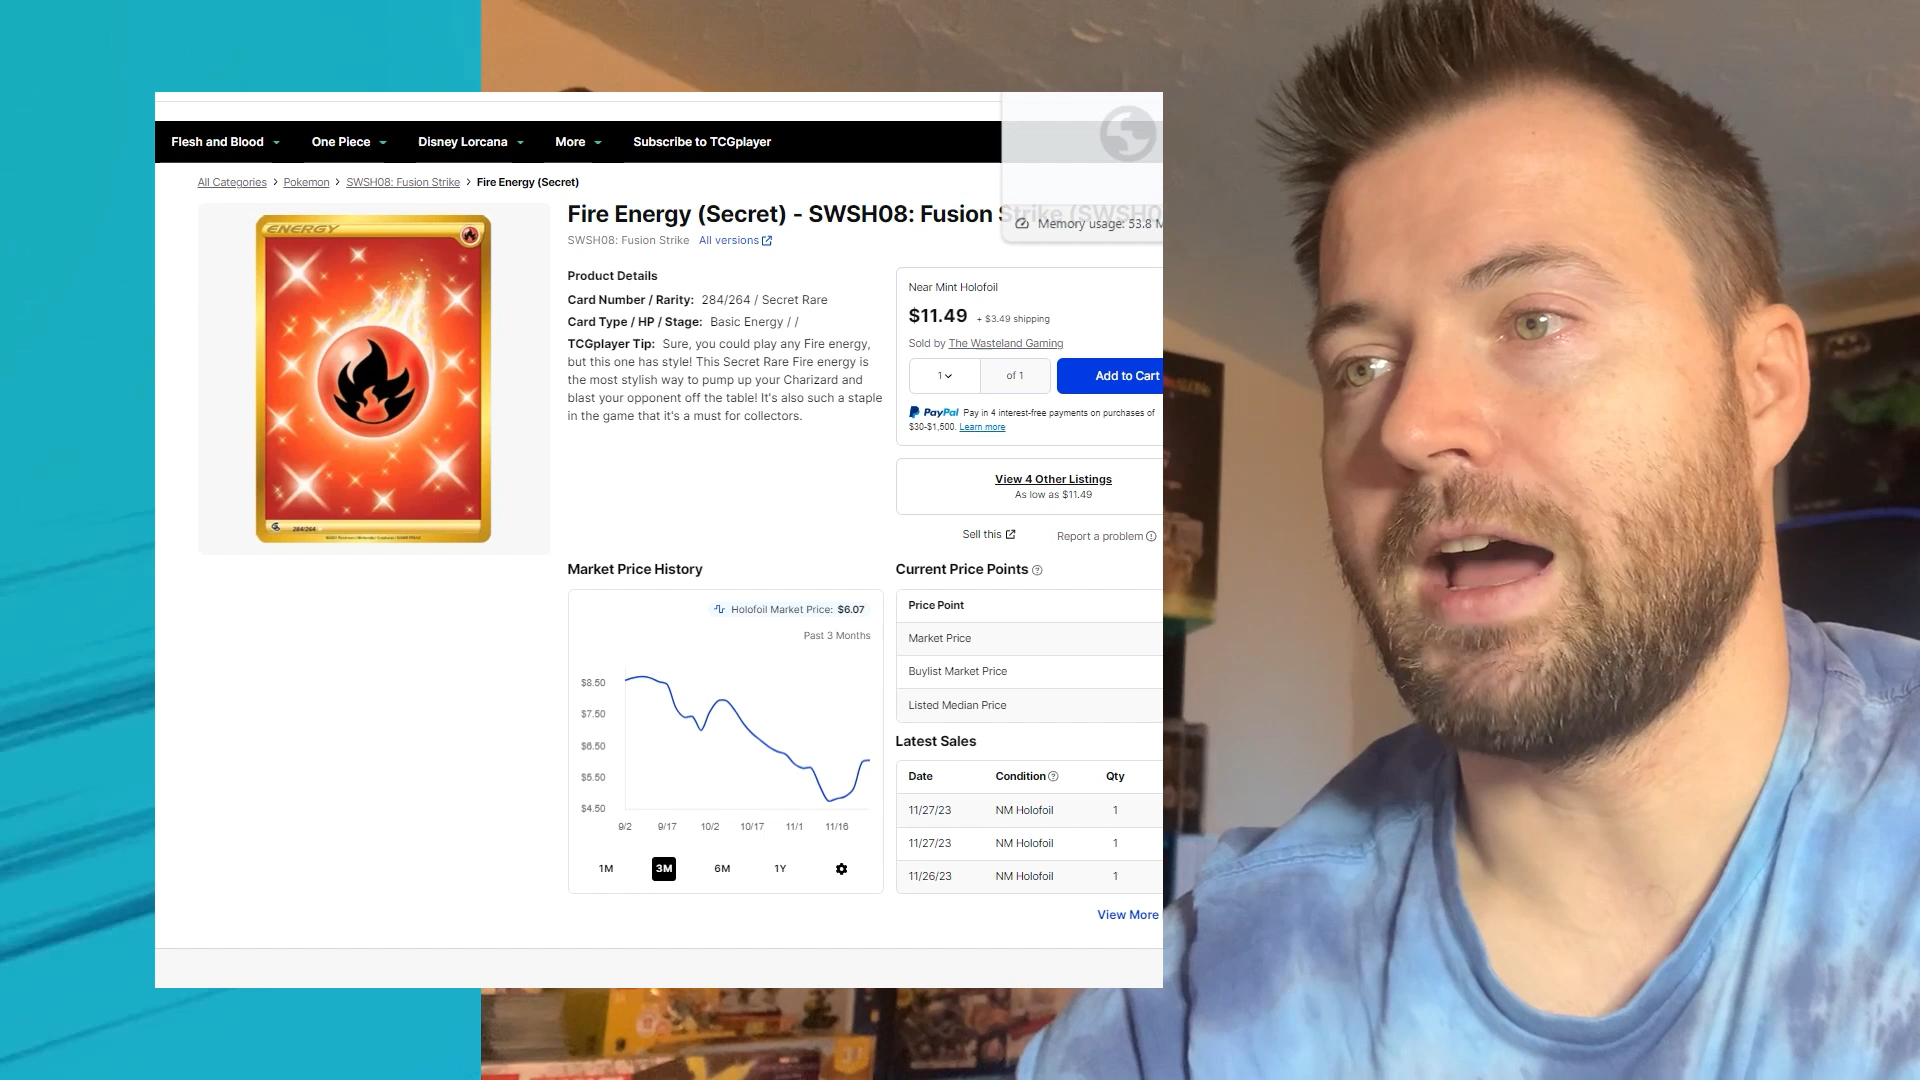 Flesh and Blood One Piece Disney Lorcana More Subscribe to TCGplayer
All Categories > Pokemon > SWSH08: Fusion Strike > Fire Energy (Secret)
Fire Energy (Secret) - SWSH08: Fusion Strike (SWSH0
SWSH08: Fusion Strike All versions
Memory usage: 53.8 M
ENERGY
284/264
Product Details
Card Number / Rarity: 284/264 / Secret Rare
Card Type / HP / Stage: Basic Energy / /
TCGplayer Tip: Sure, you could play any Fire energy,
but this one has style! This Secret Rare Fire energy is
the most stylish way to pump up your Charizard and
blast your opponent off the table! It's also such a staple
in the game that it's a must for collectors.
Near Mint Holofoil
$11.49 + $3.49 shipping
Sold by The Wasteland Gaming
1 of 1 Add to Cart
PayPal Pay in 4 interest-free payments on purchases of
$30-$1,500. Learn more
View 4 Other Listings
As low as $11.49
Sell this Report a problem
Market Price History
Holofoil Market Price: $6.07
Past 3 Months
$8.50
$7.50
$6.50
$5.50
$4.50
9/2 9/17 10/2 10/17 11/1 11/16
1M 3M 6M 1Y
Current Price Points
Price Point
Market Price
Buylist Market Price
Listed Median Price
Latest Sales
Date Condition Qty
11/27/23 NM Holofoil 1
11/27/23 NM Holofoil 1
11/26/23 NM Holofoil 1
View More